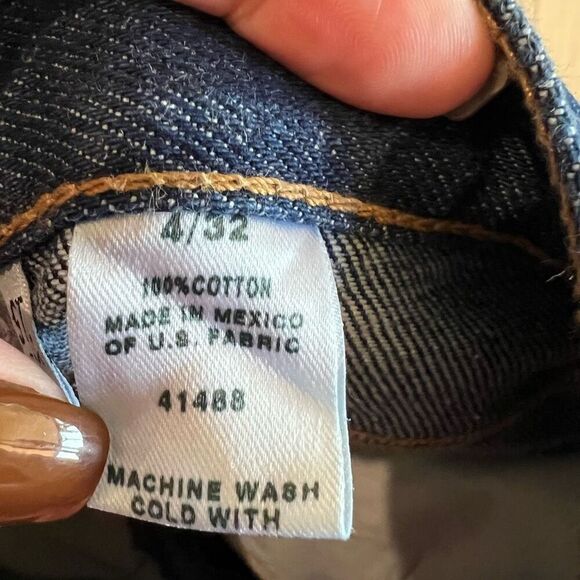 4/32
100%COTTON
MADE IN MEXICO
OF U.S. FABRIC
41488
MACHINE WASH
COLD WITH